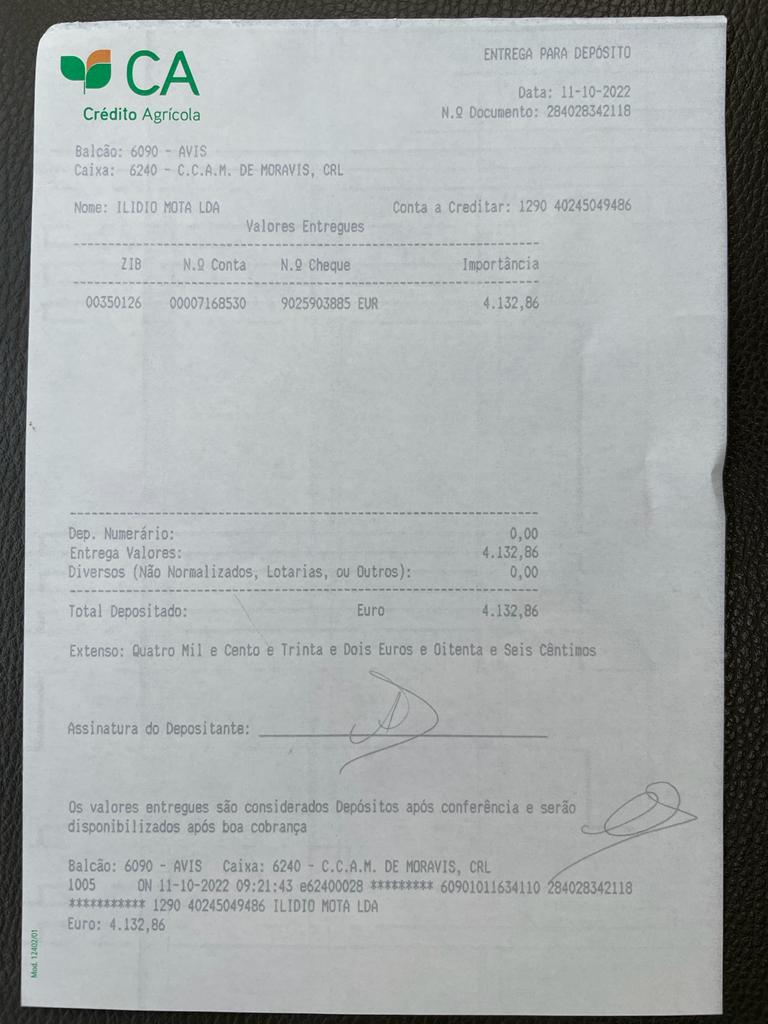 CA
Crédito Agrícola
ENTREGA PARA DEPÓSITO
Data: 11-10-2022
N.º Documento: 284028342118
Balcão: 6090 - AVIS
Caixa: 6240 - C.C.A.M. DE MORAVIS, CRL
Nome: ILIDIO MOTA LDA Conta a Creditar: 1290 40245049486
Valores Entregues
ZIB N.º Conta N.º Cheque Importância
00350126 00007168530 9025903885 EUR 4.132,86
Dep. Numerário: 0,00
Entrega Valores: 4.132,86
Diversos (Não Normalizados, Lotarias, ou Outros): 0,00
Total Depositado: Euro 4.132,86
Extenso: Quatro Mil e Cento e Trinta e Dois Euros e Oitenta e Seis Cêntimos
Assinatura do Depositante:
Os valores entregues são considerados Depósitos após conferência e serão
disponibilizados após boa cobrança
Balcão: 6090 - AVIS Caixa: 6240 - C.C.A.M. DE MORAVIS, CRL
1005 ON 11-10-2022 09:21:43 e62400028 ********* 60901011634110 284028342118
*********** 1290 40245049486 ILIDIO MOTA LDA
Euro: 4.132,86
Mod. 12402/01